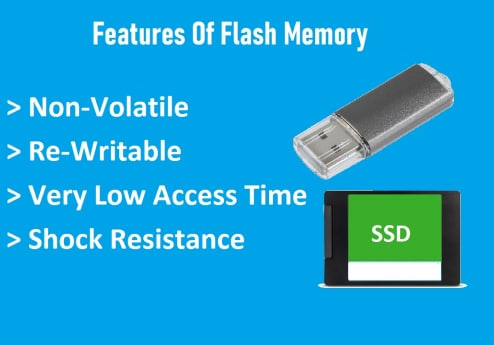 Features Of Flash Memory
> Non-Volatile
> Re-Writable
> Very Low Access Time
> Shock Resistance
SSD